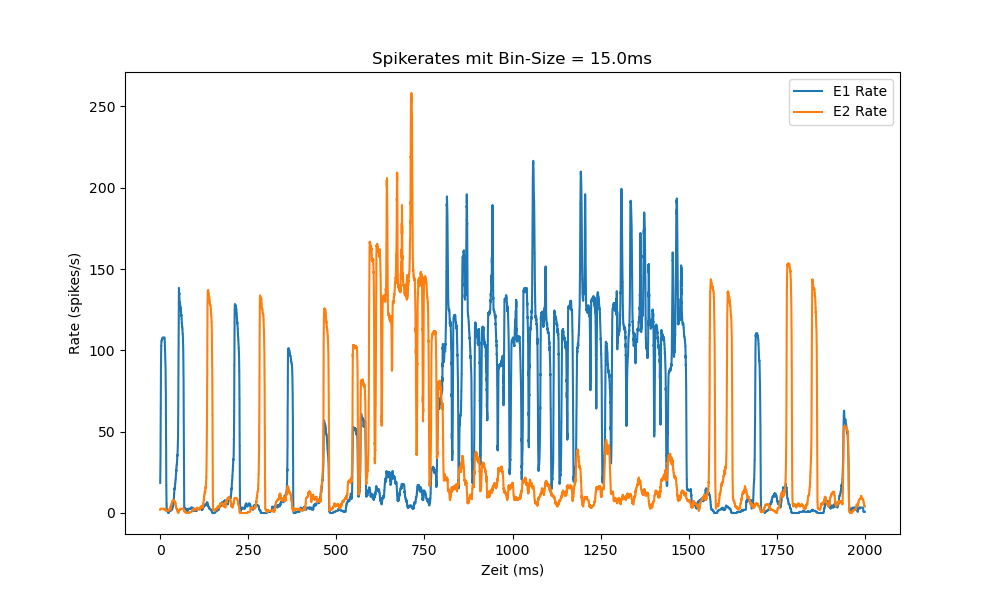 Spikerates mit Bin-Size = 15.0ms
E1 Rate
E2 Rate
250
200
150
100
50
0
Rate (spikes/s)
0 250 500 750 1000 1250 1500 1750 2000
Zeit (ms)